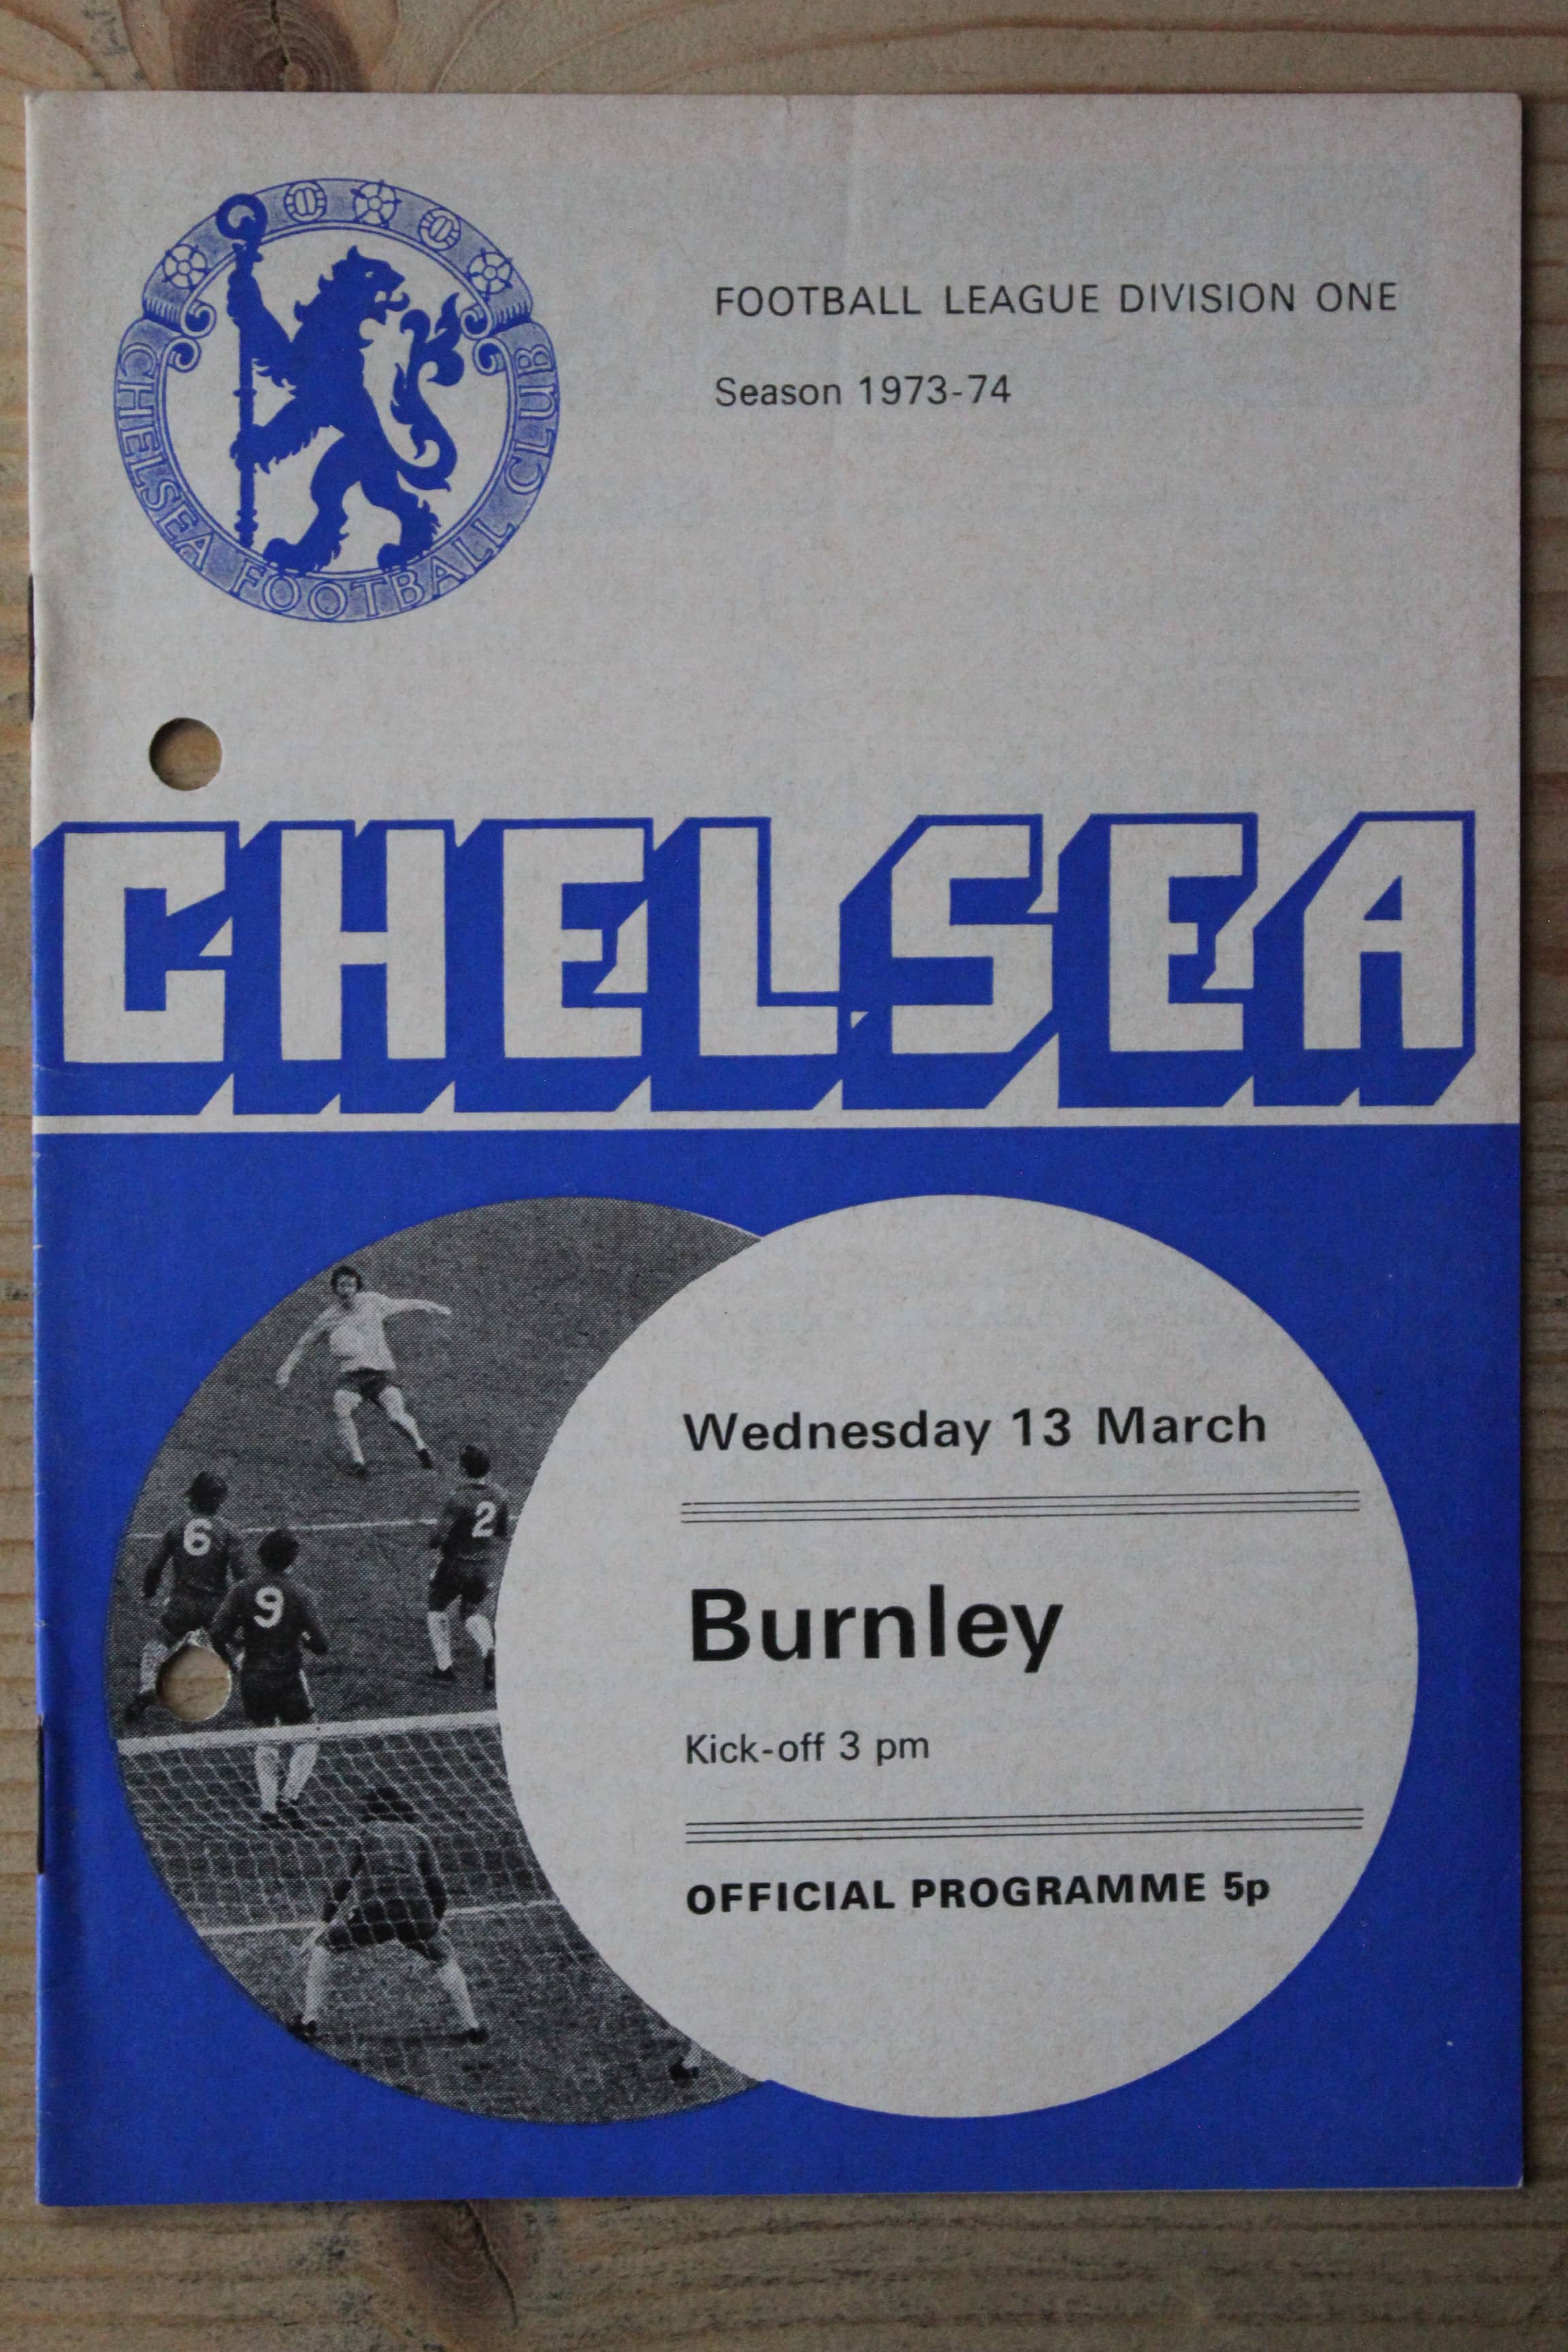 CHELSEA FOOTBALL CLUB
FOOTBALL LEAGUE DIVISION ONE
Season 1973-74
CHELSEA
6
9
2
Wednesday 13 March
Burnley
Kick-off 3 pm
OFFICIAL PROGRAMME 5p